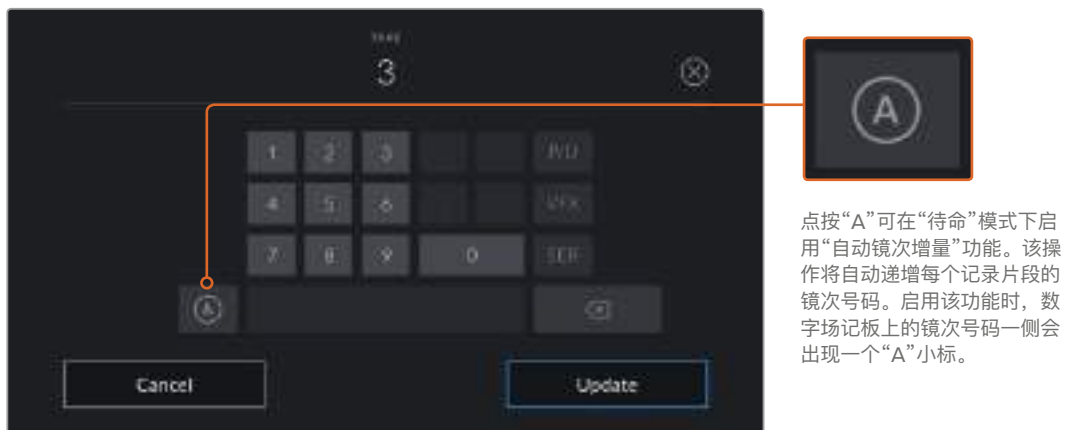 TAKE
3
1 2 3 P/U
4 5 6 VFX
7 8 9 0 SER
A
Cancel Update
A
点按“A”可在“待命”模式下启
用“自动镜次增量”功能。该操
作将自动递增每个记录片段的
镜次号码。启用该功能时，数
字场记板上的镜次号码一侧会
出现一个“A”小标。